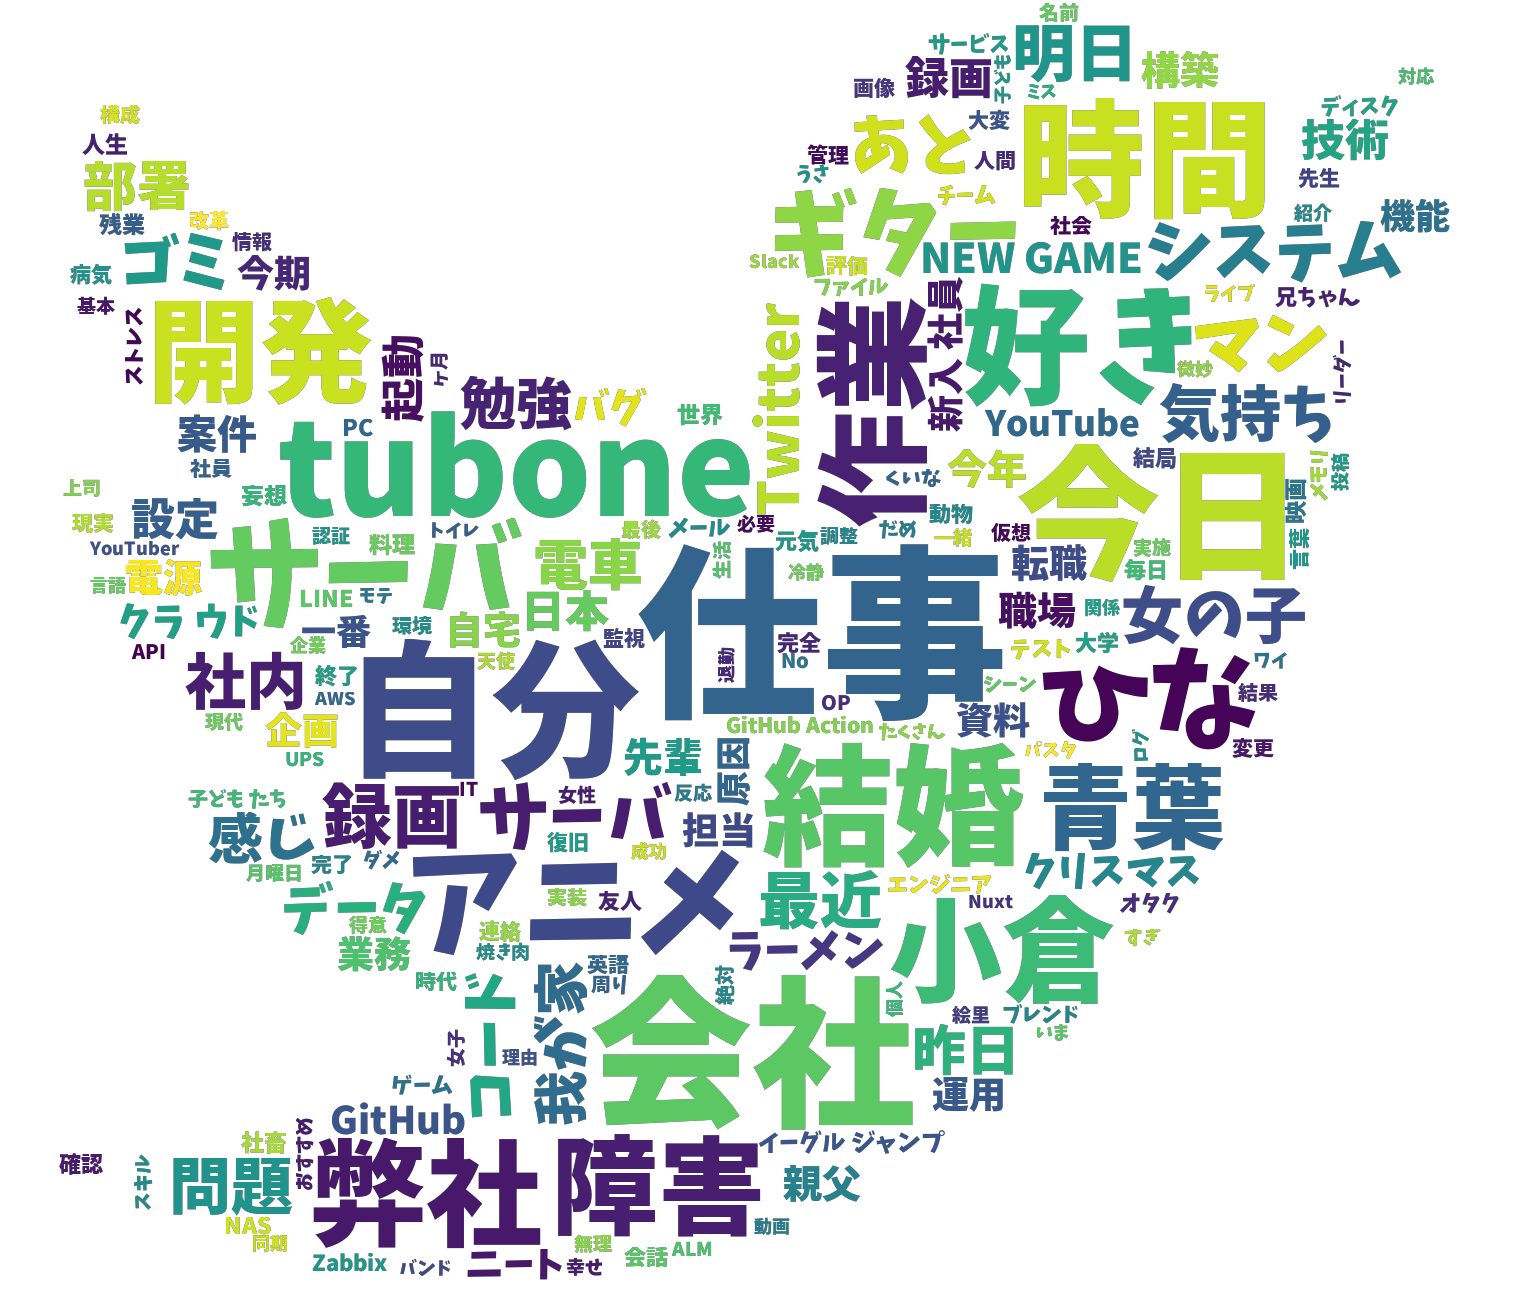 名前
サービス
明日
録画
子ども
構築
対応
画像
ミス
ディスク
構成
大変
あと
時間
技術
人生
管理
人間
部署
うさ
先生
チーム
ギター
残業
改革
社会
紹介
機能
ゴミ
情報
NEW GAME
システム
今期
Slack
評価
病気
ファイル
基本
ストレス
開発
新入社員
好き
ライブ
兄ちゃん
作業
マン
Twitter
起動
ヶ月
微妙
リーダー
勉強
バグ
世界
YouTube
気持ち
案件
PC
tubone
社員
今年
結局
今日
メモリ
投稿
くいな
上司
妄想
設定
映画
現実
認証
トイレ
最後
メール
必要
元気
調整
だめ
動物
一緒
仮想
言葉
YouTuber
サーバ
料理
電車
生活
仕事
実施
転職
毎日
電源
言語
冷静
LINE
モテ
日本
職場
関係
女の子
クラウド
一番
環境
自宅
監視
完全
テスト
大学
API
企業
天使
退勤
No
ワイ
社内
終了
自分
シーン
ひな
結果
AWS
OP
現代
企画
GitHub Action
たくさん
資料
UPS
先輩
原因
結婚
パスタ
ログ
変更
青葉
子どもたち
録画サーバ
IT
女性
反応
感じ
復旧
担当
成功
月曜日
完了
ダメ
アニメ
クリスマス
最近
エンジニア
データ
実装
友人
Nuxt
オタク
得意
小倉
連絡
業務
焼き肉
ラーメン
すぎ
英語
時代
コート
我が家
周り
絶対
個人
会社
絵里
ブレンド
いま
女子
理由
昨日
ゲーム
運用
GitHub
おすすめ
社畜
弊社
障害
イーグルジャンプ
確認
スキル
問題
親父
NAS
動画
同期
無理
会話
ALM
Zabbix
バンド
ニート
幸せ